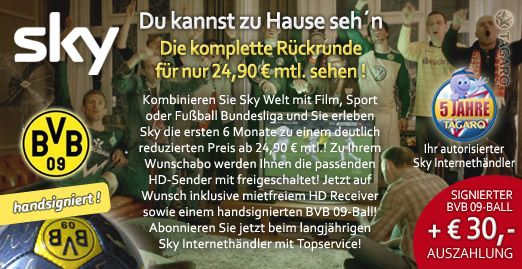 sky
Du kannst zu Hause seh´n
Die komplette Rückrunde
für nur 24,90 € mtl. sehen !
TAGARO
Kombinieren Sie Sky Welt mit Film, Sport
oder Fußball Bundesliga und Sie erleben
Sky die ersten 6 Monate zu einem deutlich
reduzierten Preis ab 24,90 € mtl.! Zu Ihrem
Wunschabo werden Ihnen die passenden
HD-Sender mit freigeschaltet! Jetzt auf
Wunsch inklusive mietfreiem HD Receiver
sowie einem handsignierten BVB 09-Ball!
Abonnieren Sie jetzt beim langjährigen
Sky Internethändler mit Topservice!
BVB
09
handsigniert !
BVB
09
5 JAHRE
TAGARO
Ihr autorisierter
Sky Internethändler
SIGNIERTER
BVB 09-BALL
+ € 30,-
AUSZAHLUNG